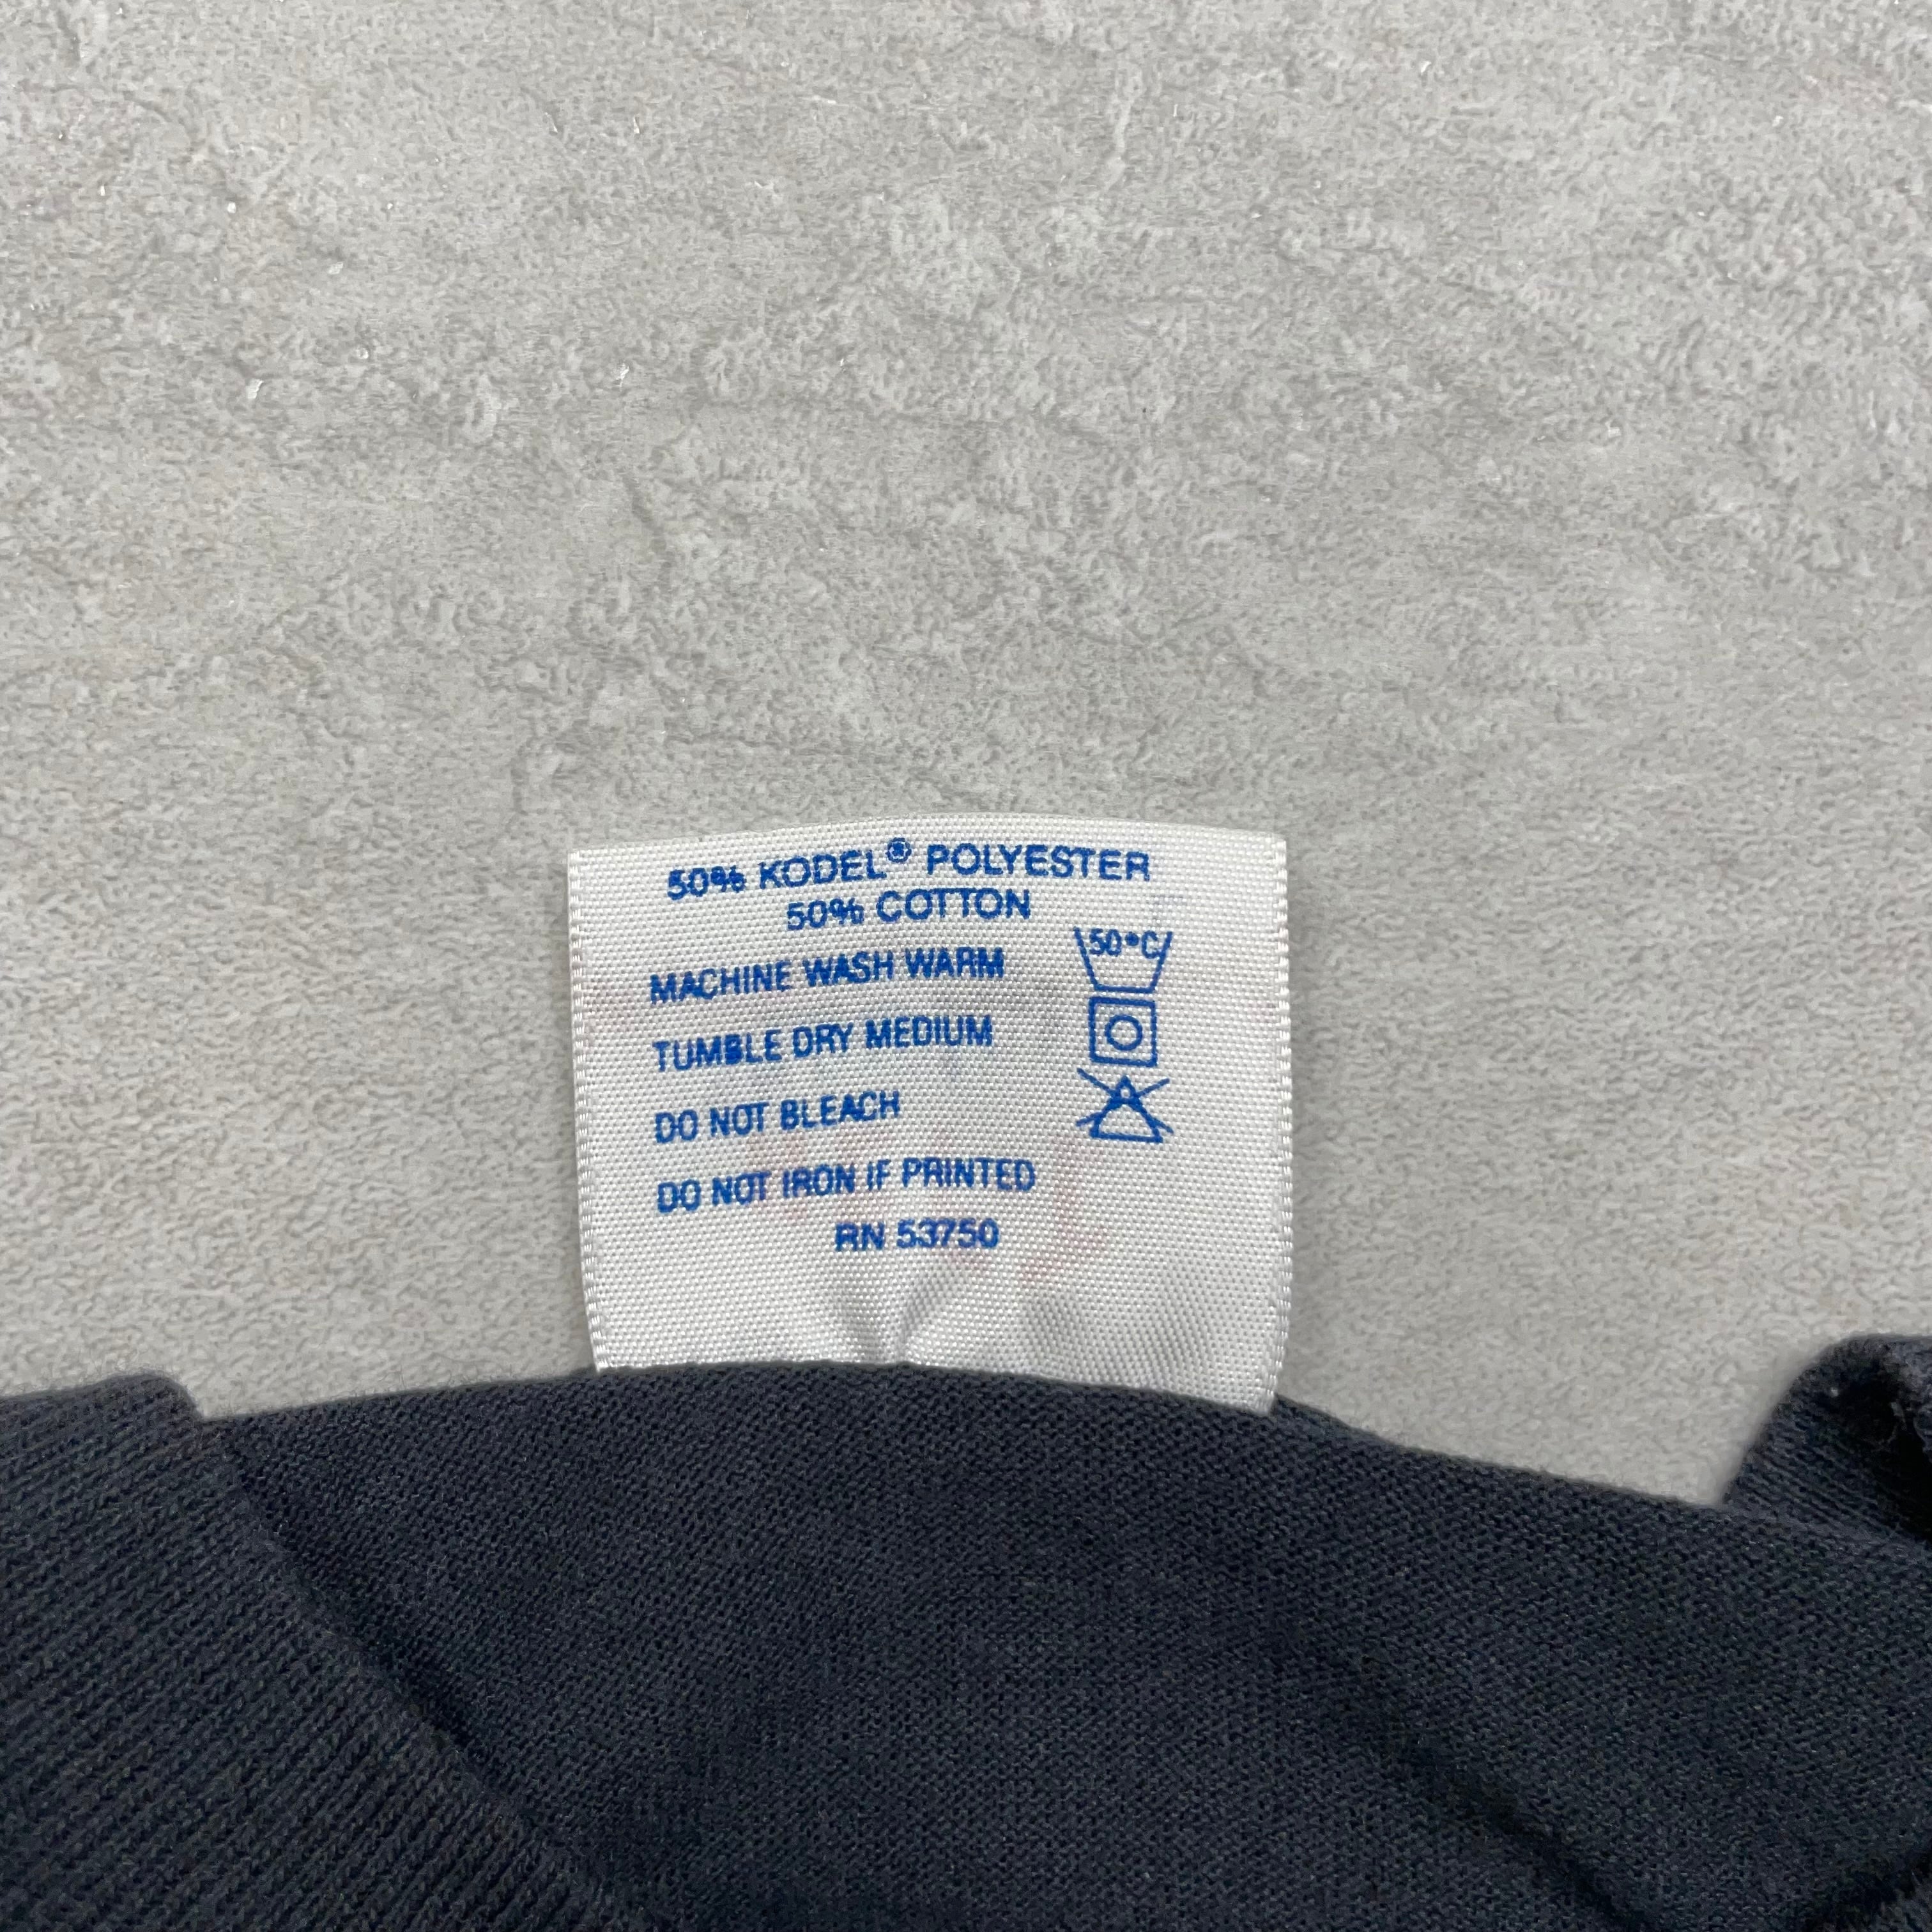 50% KODEL® POLYESTER
50% COTTON
50°C
MACHINE WASH WARM
TUMBLE DRY MEDIUM
DO NOT BLEACH
DO NOT IRON IF PRINTED
RN 53750